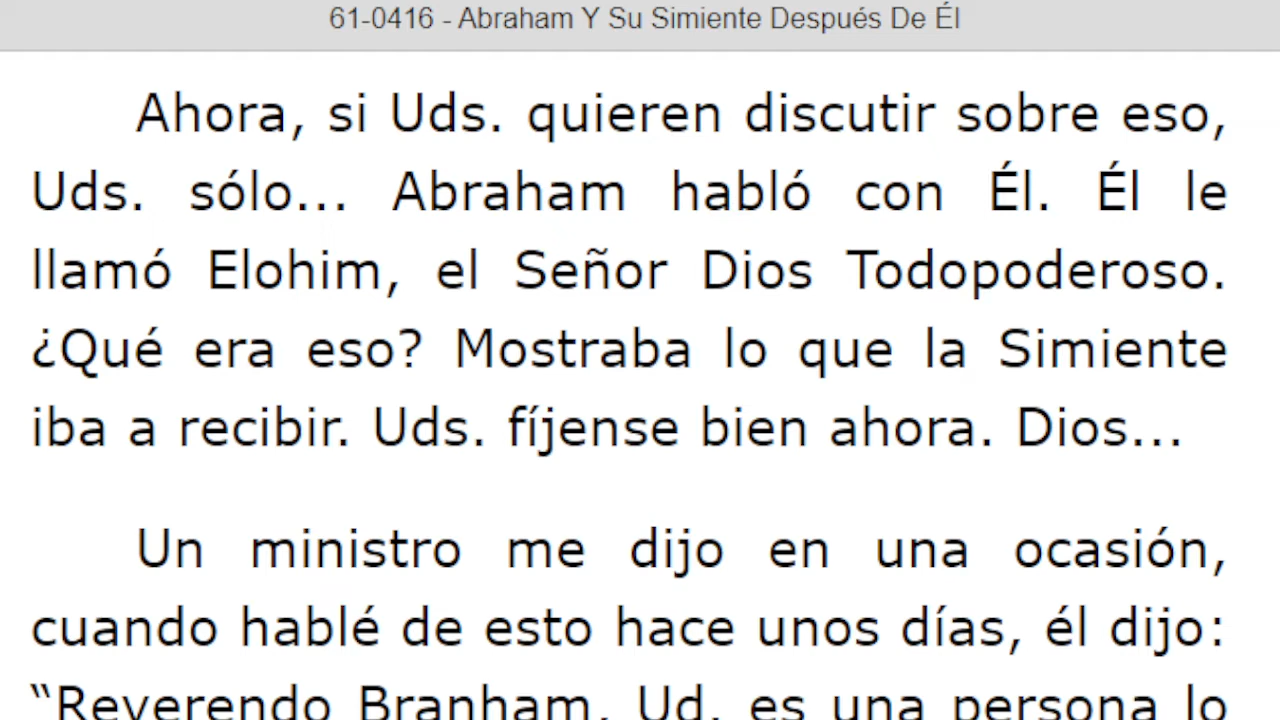 61-0416 - Abraham Y Su Simiente Después De Él
Ahora, si Uds. quieren discutir sobre eso,
Uds. sólo... Abraham habló con Él. Él le
llamó Elohim, el Señor Dios Todopoderoso.
¿Qué era eso? Mostraba lo que la Simiente
iba a recibir. Uds. fíjense bien ahora. Dios...
Un ministro me dijo en una ocasión,
cuando hablé de esto hace unos días, él dijo:
“Reverendo Branham, Ud. es una persona lo